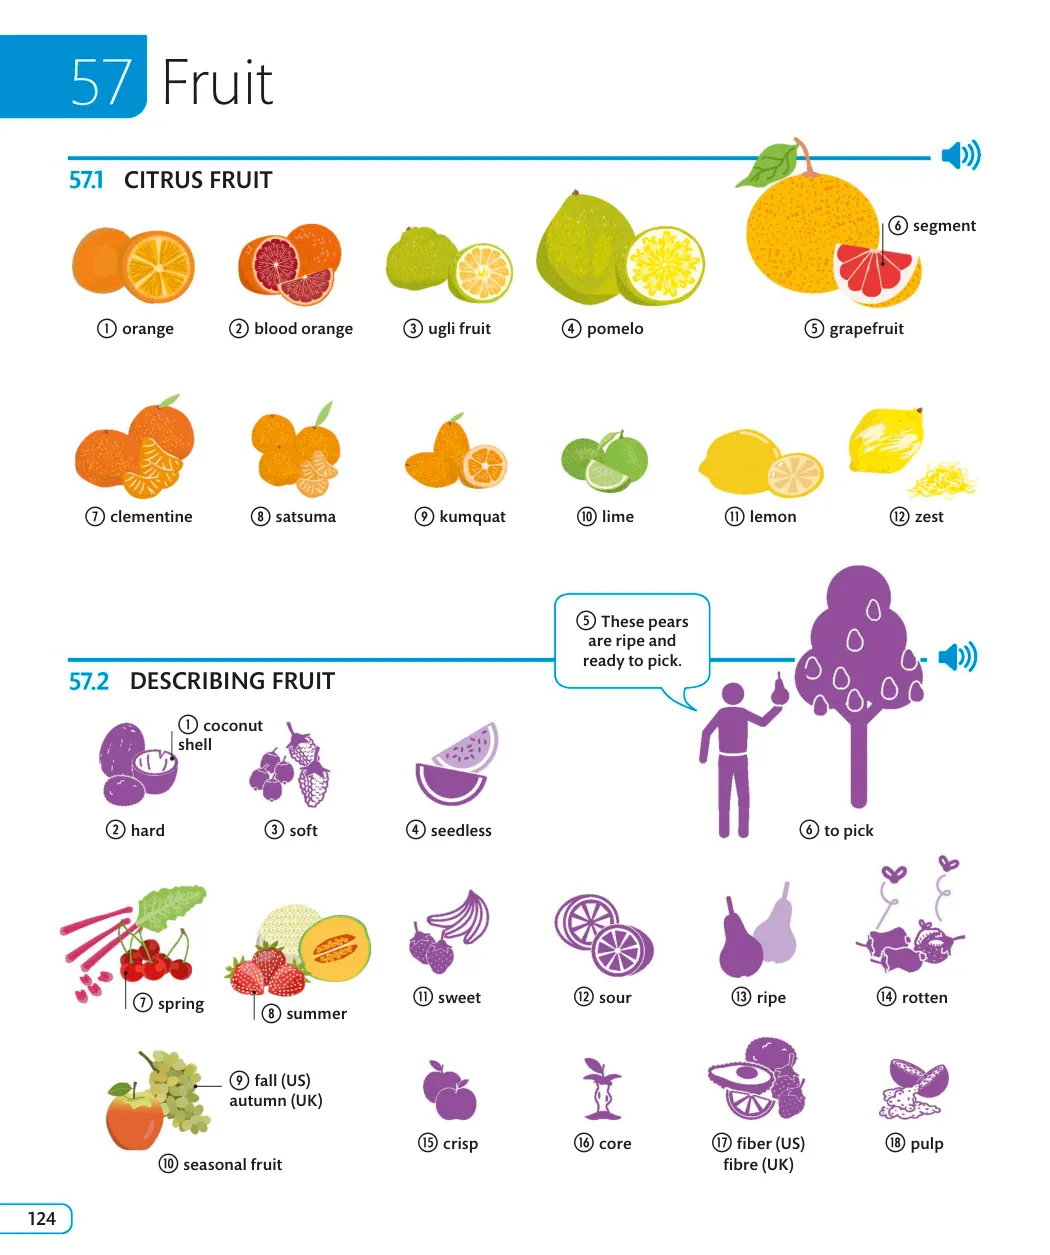 57 Fruit
57.1 CITRUS FRUIT
6 segment
1 orange
2 blood orange
3 ugli fruit
4 pomelo
5 grapefruit
7 clementine
8 satsuma
9 kumquat
10 lime
11 lemon
12 zest
5 These pears
are ripe and
ready to pick.
57.2 DESCRIBING FRUIT
1 coconut
shell
2 hard
3 soft
4 seedless
6 to pick
7 spring
8 summer
9 fall (US)
autumn (UK)
10 seasonal fruit
11 sweet
12 sour
13 ripe
14 rotten
15 crisp
16 core
17 fiber (US)
fibre (UK)
18 pulp
124